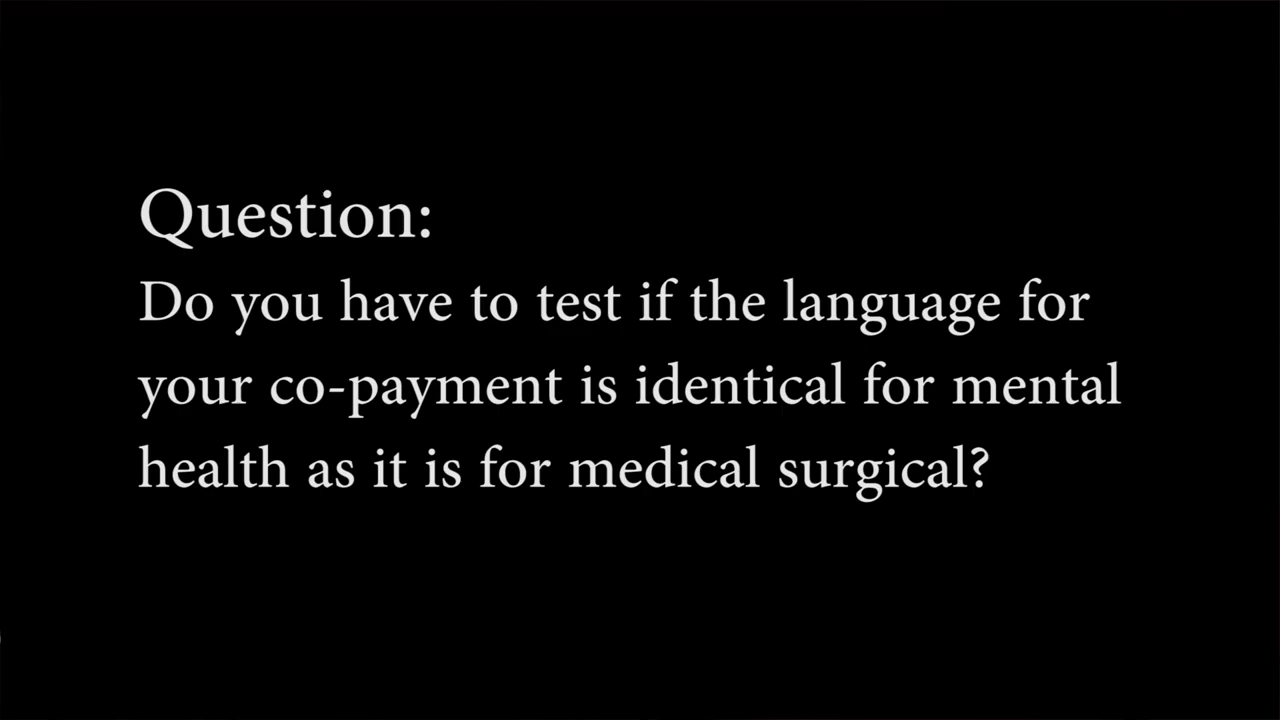 Question:
Do you have to test if the language for
your co-payment is identical for mental
health as it is for medical surgical?